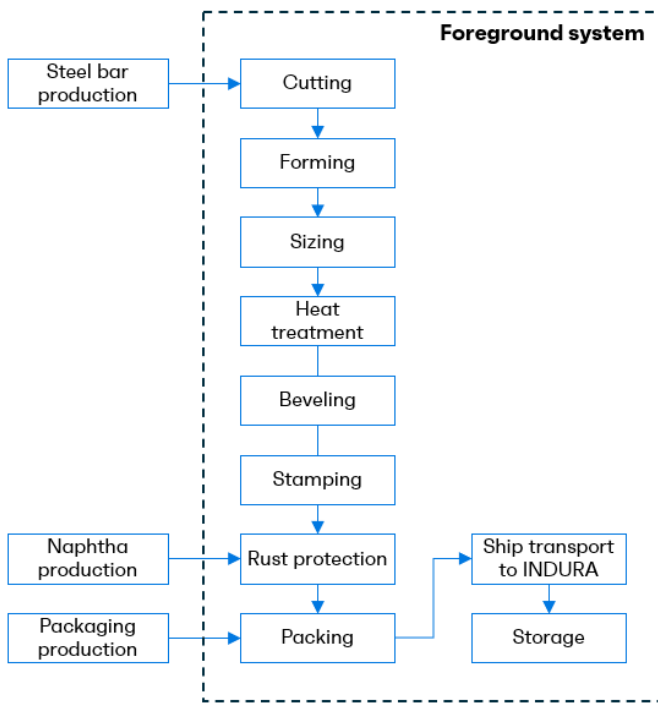 Foreground system
Steel bar
production
Cutting
Forming
Sizing
Heat
treatment
Beveling
Stamping
Naphtha
production
Rust protection
Ship transport
to INDURA
Packaging
production
Packing
Storage